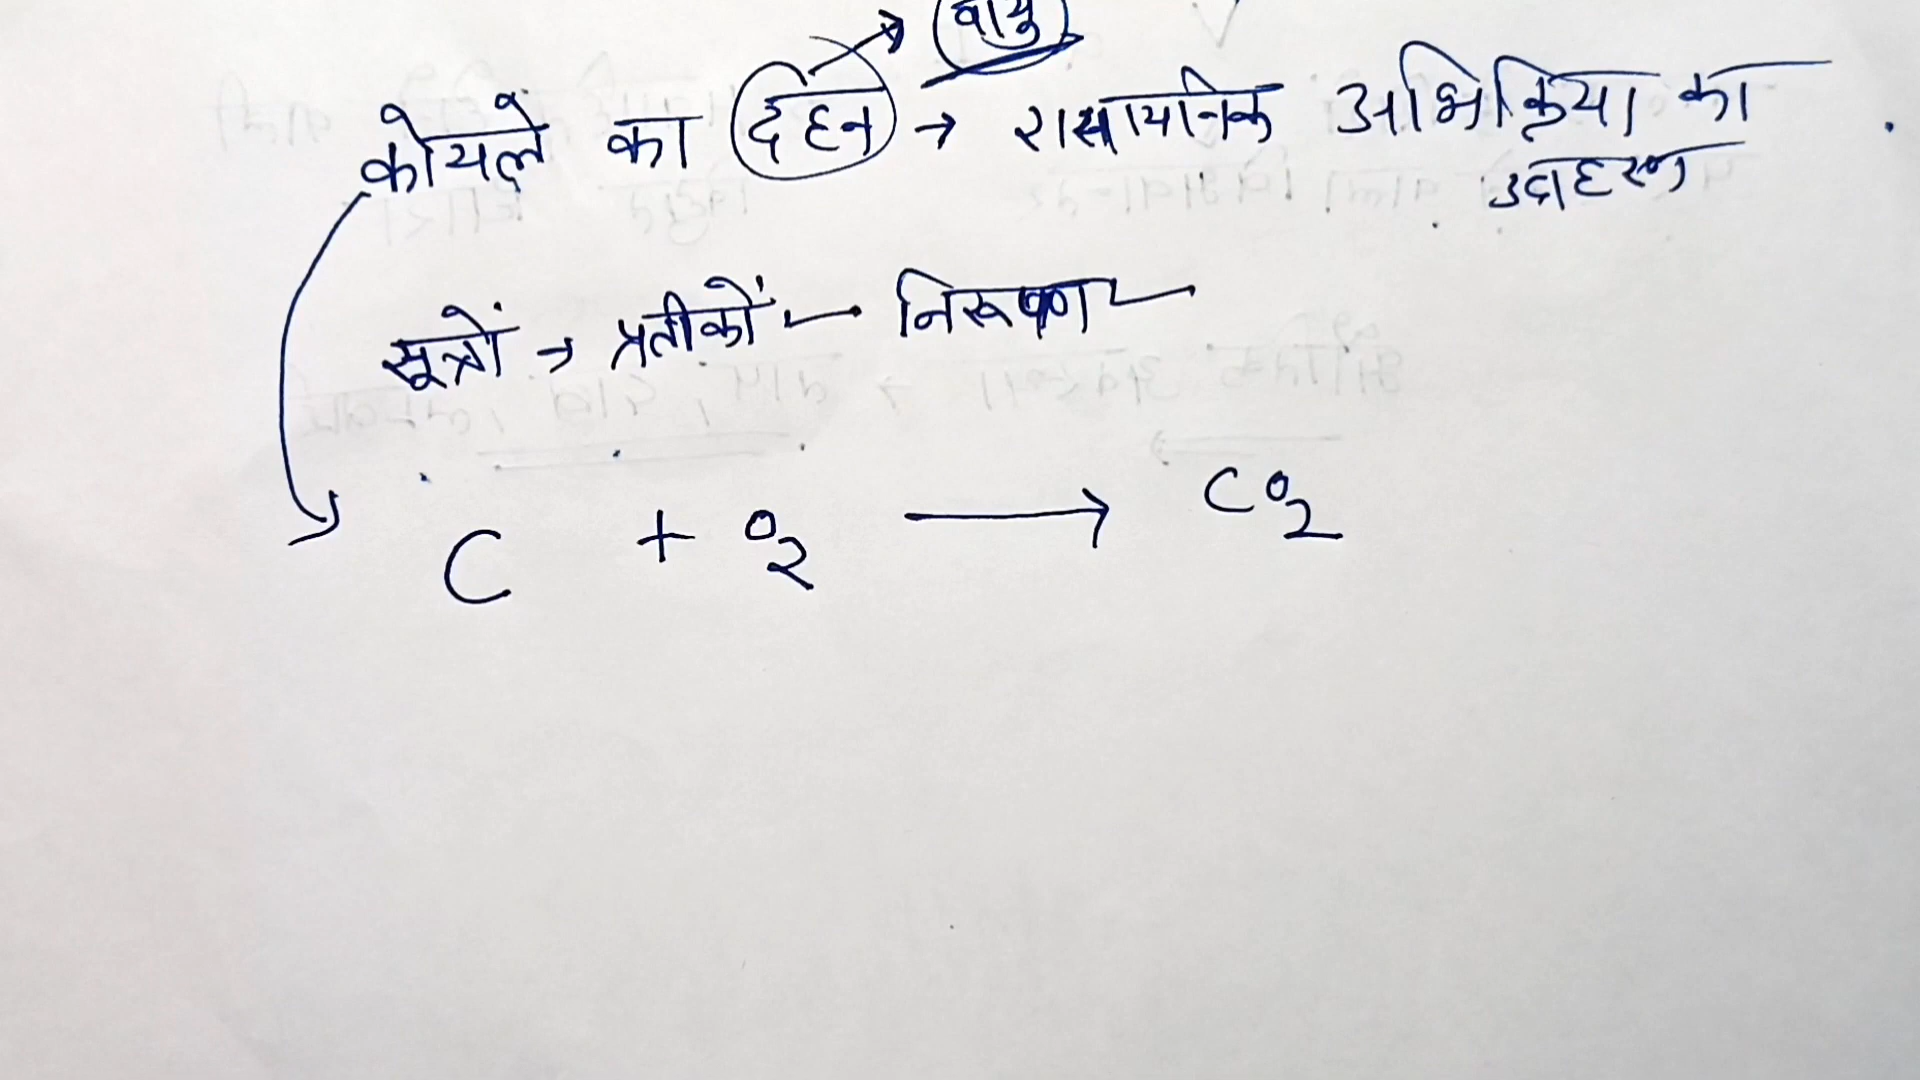 वायु
कोयले का दहन → रासायनिक अभिक्रिया का
उदाहरण
सूत्रों → प्रतीकों — निरूपण —
C + O₂ ⟶ CO₂